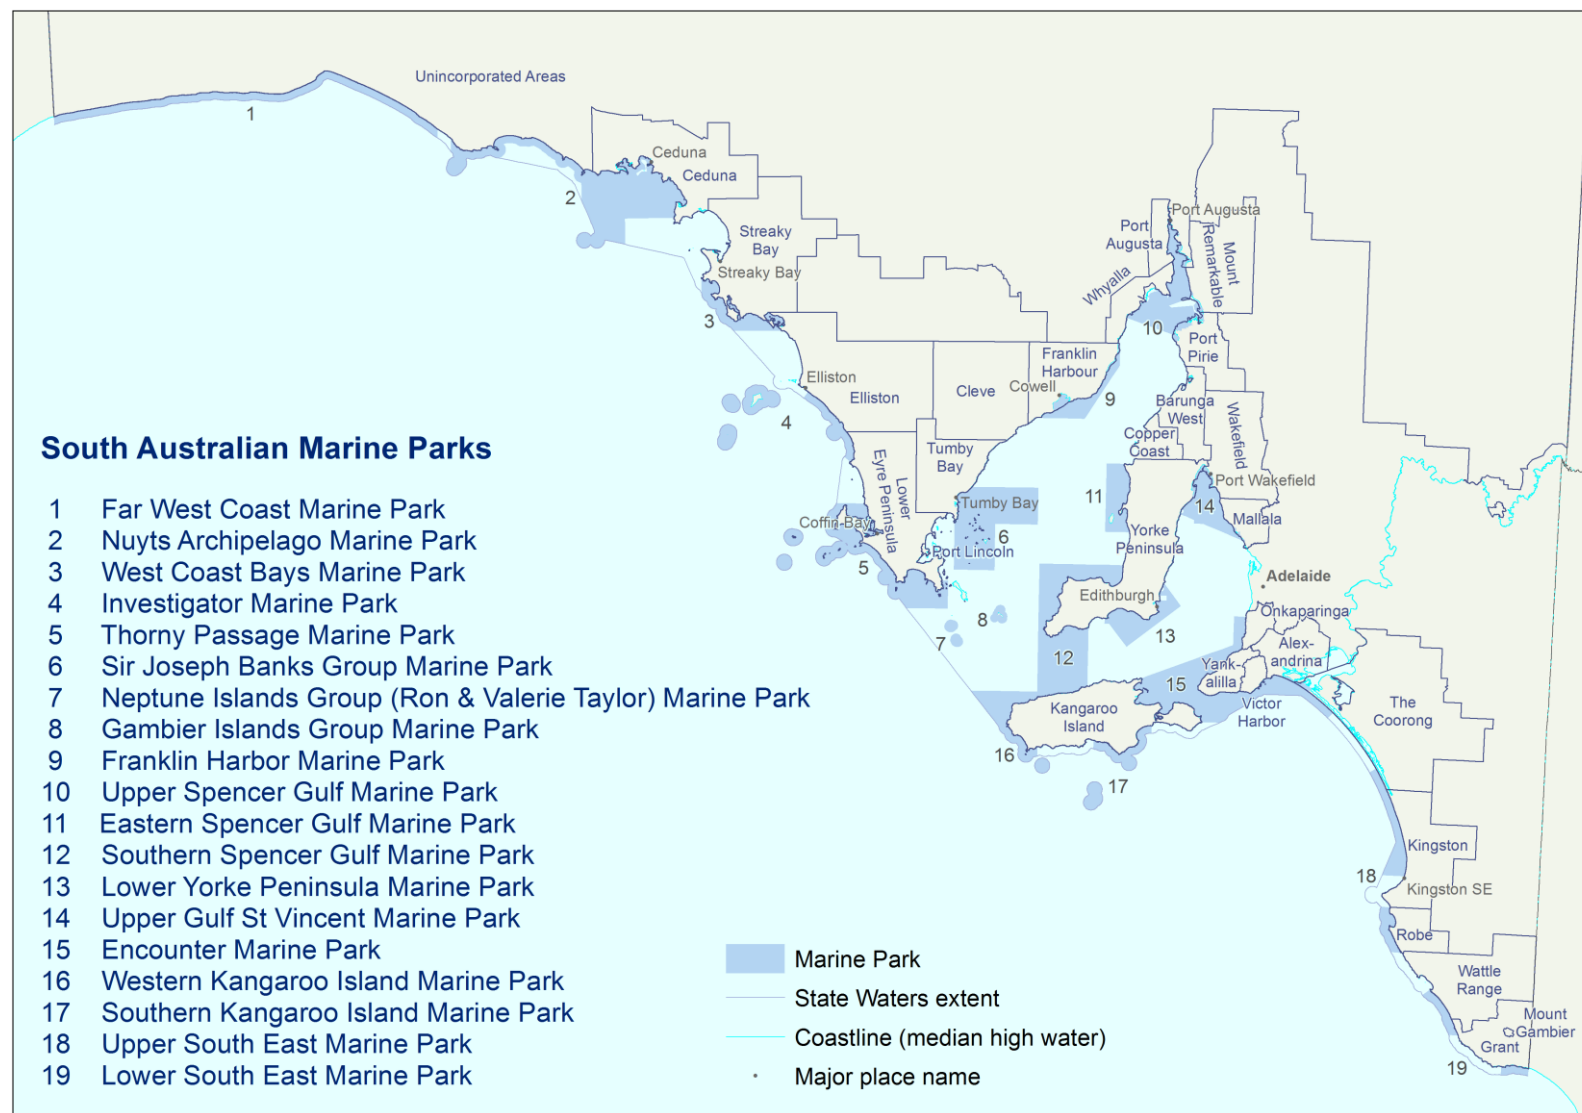 Unincorporated Areas
1
Ceduna
Ceduna
2
Port Augusta
Port
Augusta
Mount
Remarkable
Streaky
Bay
Streaky Bay
Whyalla
3
10
Port
Pirie
Franklin
Harbour
Elliston
Elliston
Cleve
Cowell
9
Barunga
West
4
Wakefield
Copper
Coast
Tumby
Bay
Lower
Eyre Peninsula
Port Wakefield
11
Tumby Bay
14
Mallala
Coffin Bay
6
Yorke
Peninsula
Port Lincoln
5
Adelaide
Edithburgh
Onkaparinga
8
7
13
Alex-
andrina
12
Yank-
alilla
15
Victor
Harbor
Kangaroo
Island
The
Coorong
16
17
Kingston
18
Kingston SE
Robe
Wattle
Range
Mount
Gambier
Grant
19
South Australian Marine Parks
1 Far West Coast Marine Park
2 Nuyts Archipelago Marine Park
3 West Coast Bays Marine Park
4 Investigator Marine Park
5 Thorny Passage Marine Park
6 Sir Joseph Banks Group Marine Park
7 Neptune Islands Group (Ron & Valerie Taylor) Marine Park
8 Gambier Islands Group Marine Park
9 Franklin Harbor Marine Park
10 Upper Spencer Gulf Marine Park
11 Eastern Spencer Gulf Marine Park
12 Southern Spencer Gulf Marine Park
13 Lower Yorke Peninsula Marine Park
14 Upper Gulf St Vincent Marine Park
15 Encounter Marine Park
16 Western Kangaroo Island Marine Park
17 Southern Kangaroo Island Marine Park
18 Upper South East Marine Park
19 Lower South East Marine Park
Marine Park
State Waters extent
Coastline (median high water)
Major place name